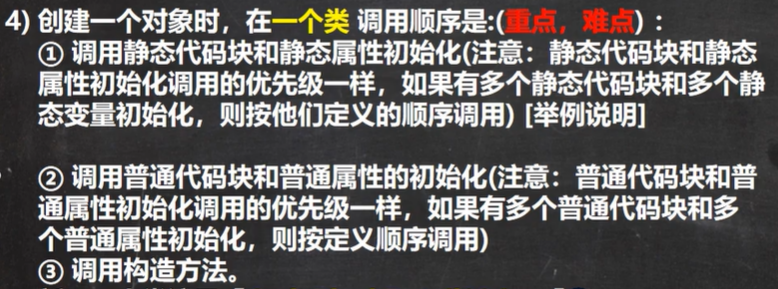 4) 创建一个对象时，在一个类 调用顺序是:(重点，难点)：
① 调用静态代码块和静态属性初始化(注意：静态代码块和静态
属性初始化调用的优先级一样，如果有多个静态代码块和多个静
态变量初始化，则按他们定义的顺序调用) [举例说明]
② 调用普通代码块和普通属性的初始化(注意：普通代码块和普
通属性初始化调用的优先级一样，如果有多个普通代码块和多
个普通属性初始化，则按定义顺序调用)
③ 调用构造方法。